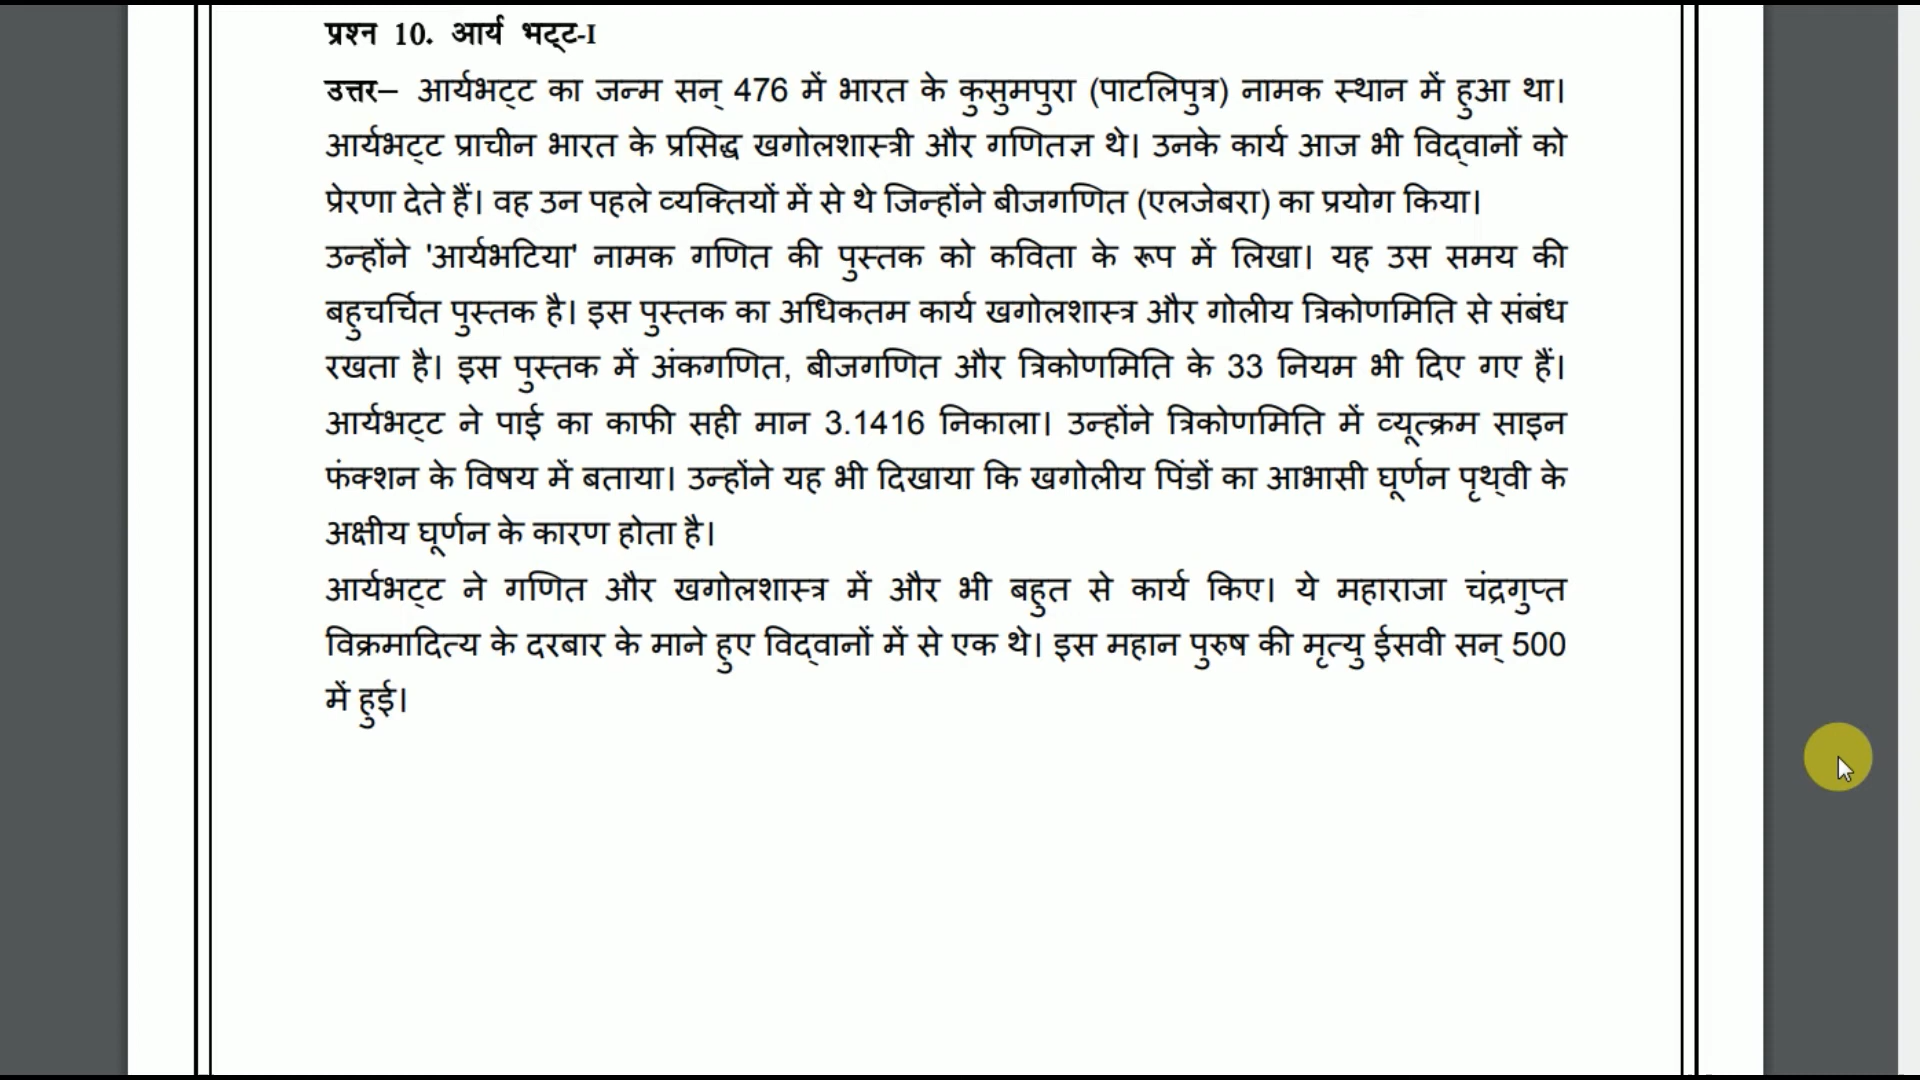 प्रश्न 10. आर्य भट्ट-I
उत्तर– आर्यभट्ट का जन्म सन् 476 में भारत के कुसुमपुरा (पाटलिपुत्र) नामक स्थान में हुआ था।
आर्यभट्ट प्राचीन भारत के प्रसिद्ध खगोलशास्त्री और गणितज्ञ थे। उनके कार्य आज भी विद्‌वानों को
प्रेरणा देते हैं। वह उन पहले व्यक्तियों में से थे जिन्होंने बीजगणित (एलजेबरा) का प्रयोग किया।
उन्होंने 'आर्यभटिया' नामक गणित की पुस्तक को कविता के रूप में लिखा। यह उस समय की
बहुचर्चित पुस्तक है। इस पुस्तक का अधिकतम कार्य खगोलशास्त्र और गोलीय त्रिकोणमिति से संबंध
रखता है। इस पुस्तक में अंकगणित, बीजगणित और त्रिकोणमिति के 33 नियम भी दिए गए हैं।
आर्यभट्ट ने पाई का काफी सही मान 3.1416 निकाला। उन्होंने त्रिकोणमिति में व्यूत्क्रम साइन
फंक्शन के विषय में बताया। उन्होंने यह भी दिखाया कि खगोलीय पिंडों का आभासी घूर्णन पृथ्वी के
अक्षीय घूर्णन के कारण होता है।
आर्यभट्ट ने गणित और खगोलशास्त्र में और भी बहुत से कार्य किए। ये महाराजा चंद्रगुप्त
विक्रमादित्य के दरबार के माने हुए विद्‌वानों में से एक थे। इस महान पुरुष की मृत्यु ईसवी सन् 500
में हुई।